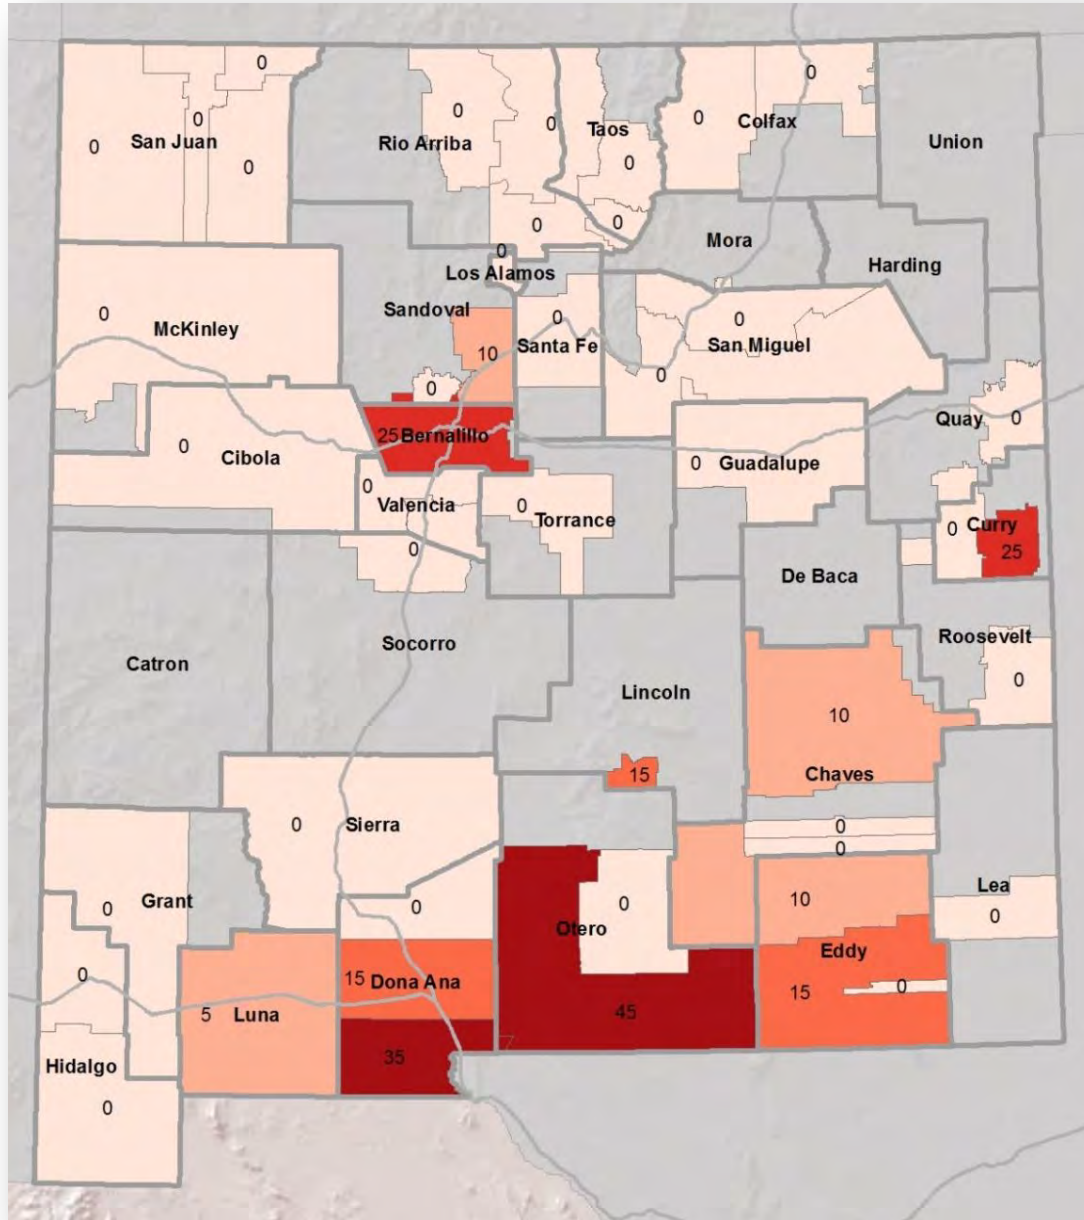 0
0
San Juan
0
0
0
Rio Arriba
0
0
Taos
0
0
Colfax
0
Union
0
0
Mora
Harding
0
Los Alamos
0
McKinley
Sandoval
10
0
0
Santa Fe
0
San Miguel
0
0
Cibola
25 Bernalillo
0
Guadalupe
Quay
0
0
Valencia
0
Torrance
0
Curry
25
0
De Baca
Catron
Socorro
Lincoln
Roosevelt
0
10
15
Chaves
0
Sierra
0
0
Grant
0
0
Otero
0
10
Lea
0
0
5 Luna
15 Dona Ana
Eddy
15
0
45
35
Hidalgo
0